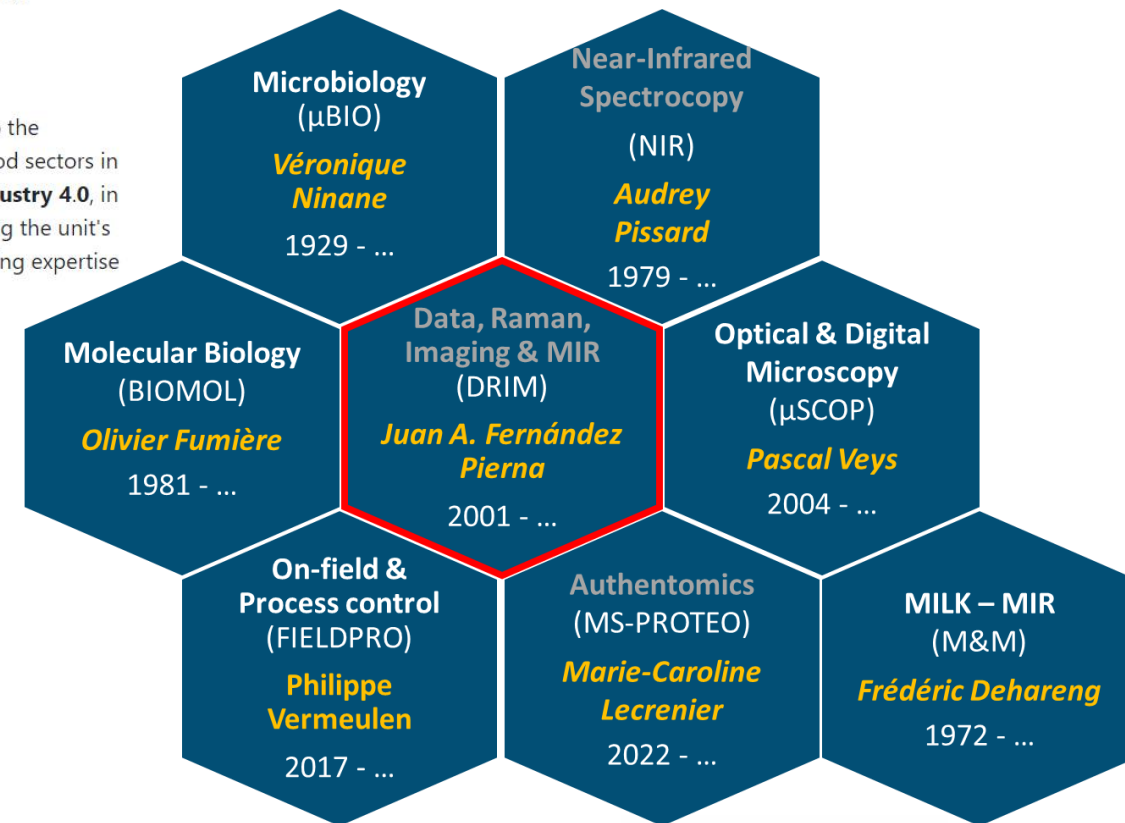 the
od sectors in
ustry 4.0, in
g the unit's
ng expertise
Microbiology
(µBIO)
Véronique
Ninane
1929 - ...
Near-Infrared
Spectrocopy
(NIR)
Audrey
Pissard
1979 - ...
Molecular Biology
(BIOMOL)
Olivier Fumière
1981 - ...
Data, Raman,
Imaging & MIR
(DRIM)
Juan A. Fernández
Pierna
2001 - ...
Optical & Digital
Microscopy
(µSCOP)
Pascal Veys
2004 - ...
On-field &
Process control
(FIELDPRO)
Philippe
Vermeulen
2017 - ...
Authentomics
(MS-PROTEO)
Marie-Caroline
Lecrenier
2022 - ...
MILK – MIR
(M&M)
Frédéric Dehareng
1972 - ...